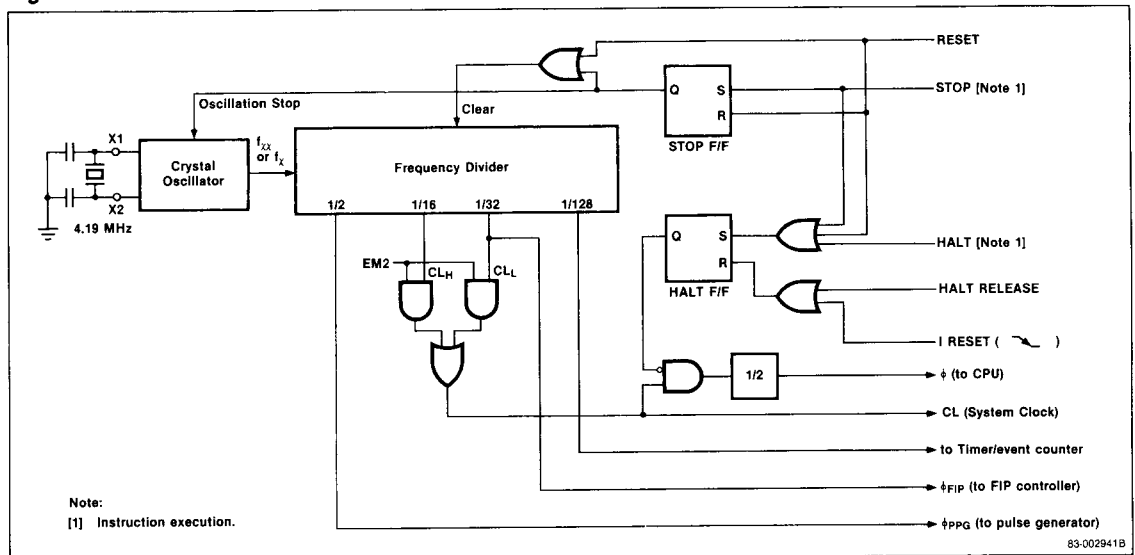 RESET
STOP [Note 1]
Q
S
R
STOP F/F
Oscillation Stop
Clear
X1
Crystal
Oscillator
X2
4.19 MHz
fXX
or fX
Frequency Divider
1/2
1/16
1/32
1/128
EM2
CLH
CLL
Q
S
R
HALT F/F
HALT [Note 1]
HALT RELEASE
I RESET ( )
1/2
ϕ (to CPU)
CL (System Clock)
to Timer/event counter
ϕFIP (to FIP controller)
ϕPPG (to pulse generator)
Note:
[1] Instruction execution.
83-002941B